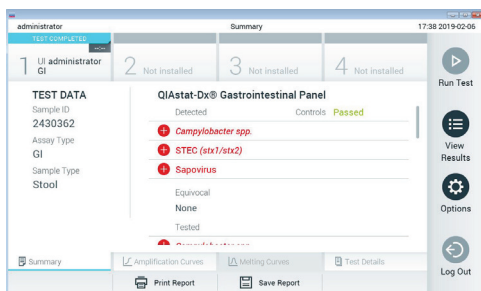 administrator Summary 17:38 2019-02-06
TEST COMPLETED
1 UI administrator GI
2 Not installed
3 Not installed
4 Not installed
Run Test
TEST DATA
Sample ID
2430362
Assay Type
GI
Sample Type
Stool
QIAstat-Dx® Gastrointestinal Panel
Detected Controls Passed
Campylobacter spp.
STEC (stx1/stx2)
Sapovirus
Equivocal
None
Tested
View
Results
Options
Log Out
Summary Amplification Curves Melting Curves Test Details
Print Report Save Report